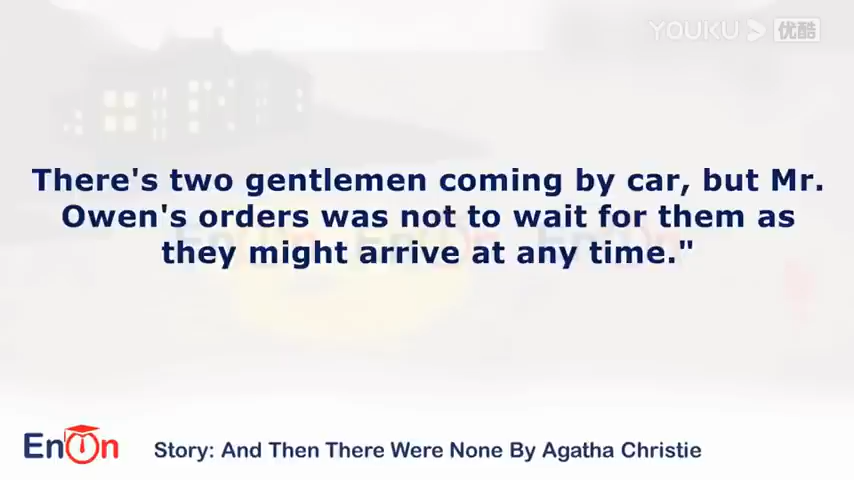 YOUKU 优酷
There's two gentlemen coming by car, but Mr.
Owen's orders was not to wait for them as
they might arrive at any time."
EnOn
Story: And Then There Were None By Agatha Christie